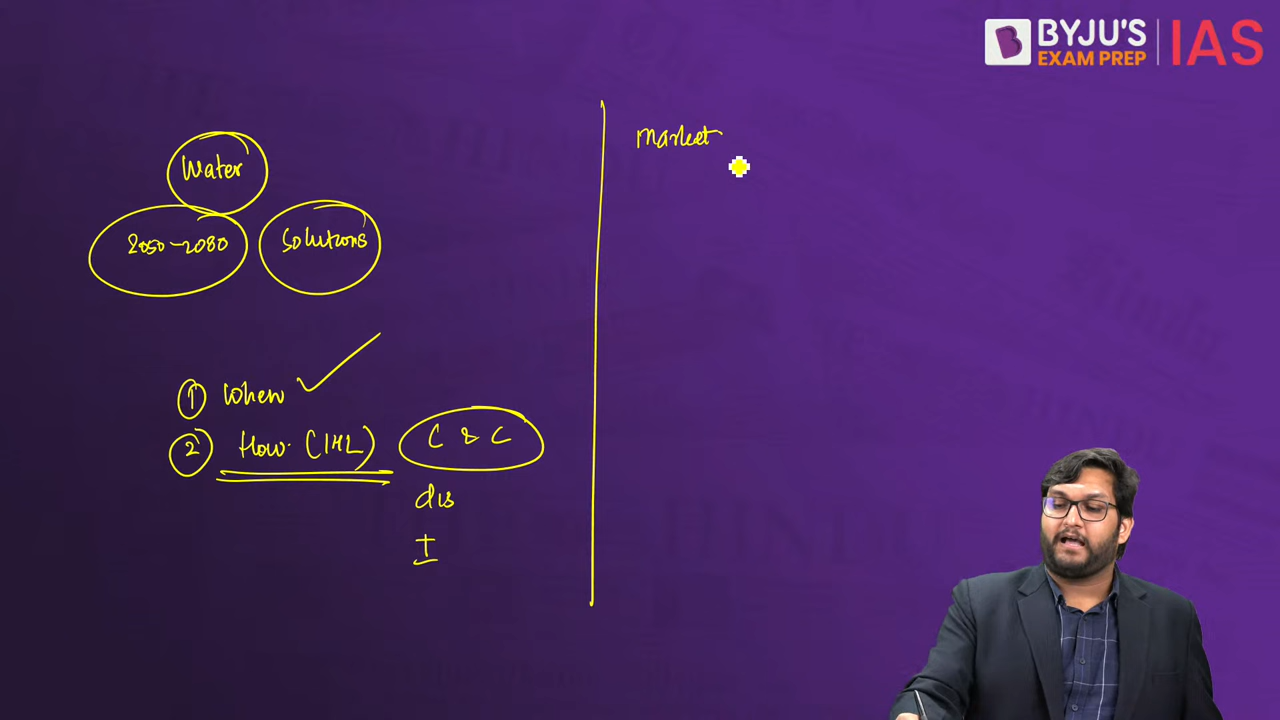 BYJU'S
EXAM PREP
IAS
Water
2050-2080
Solutions
1 When
2 How. (IHL) C & C
dis
I
Market